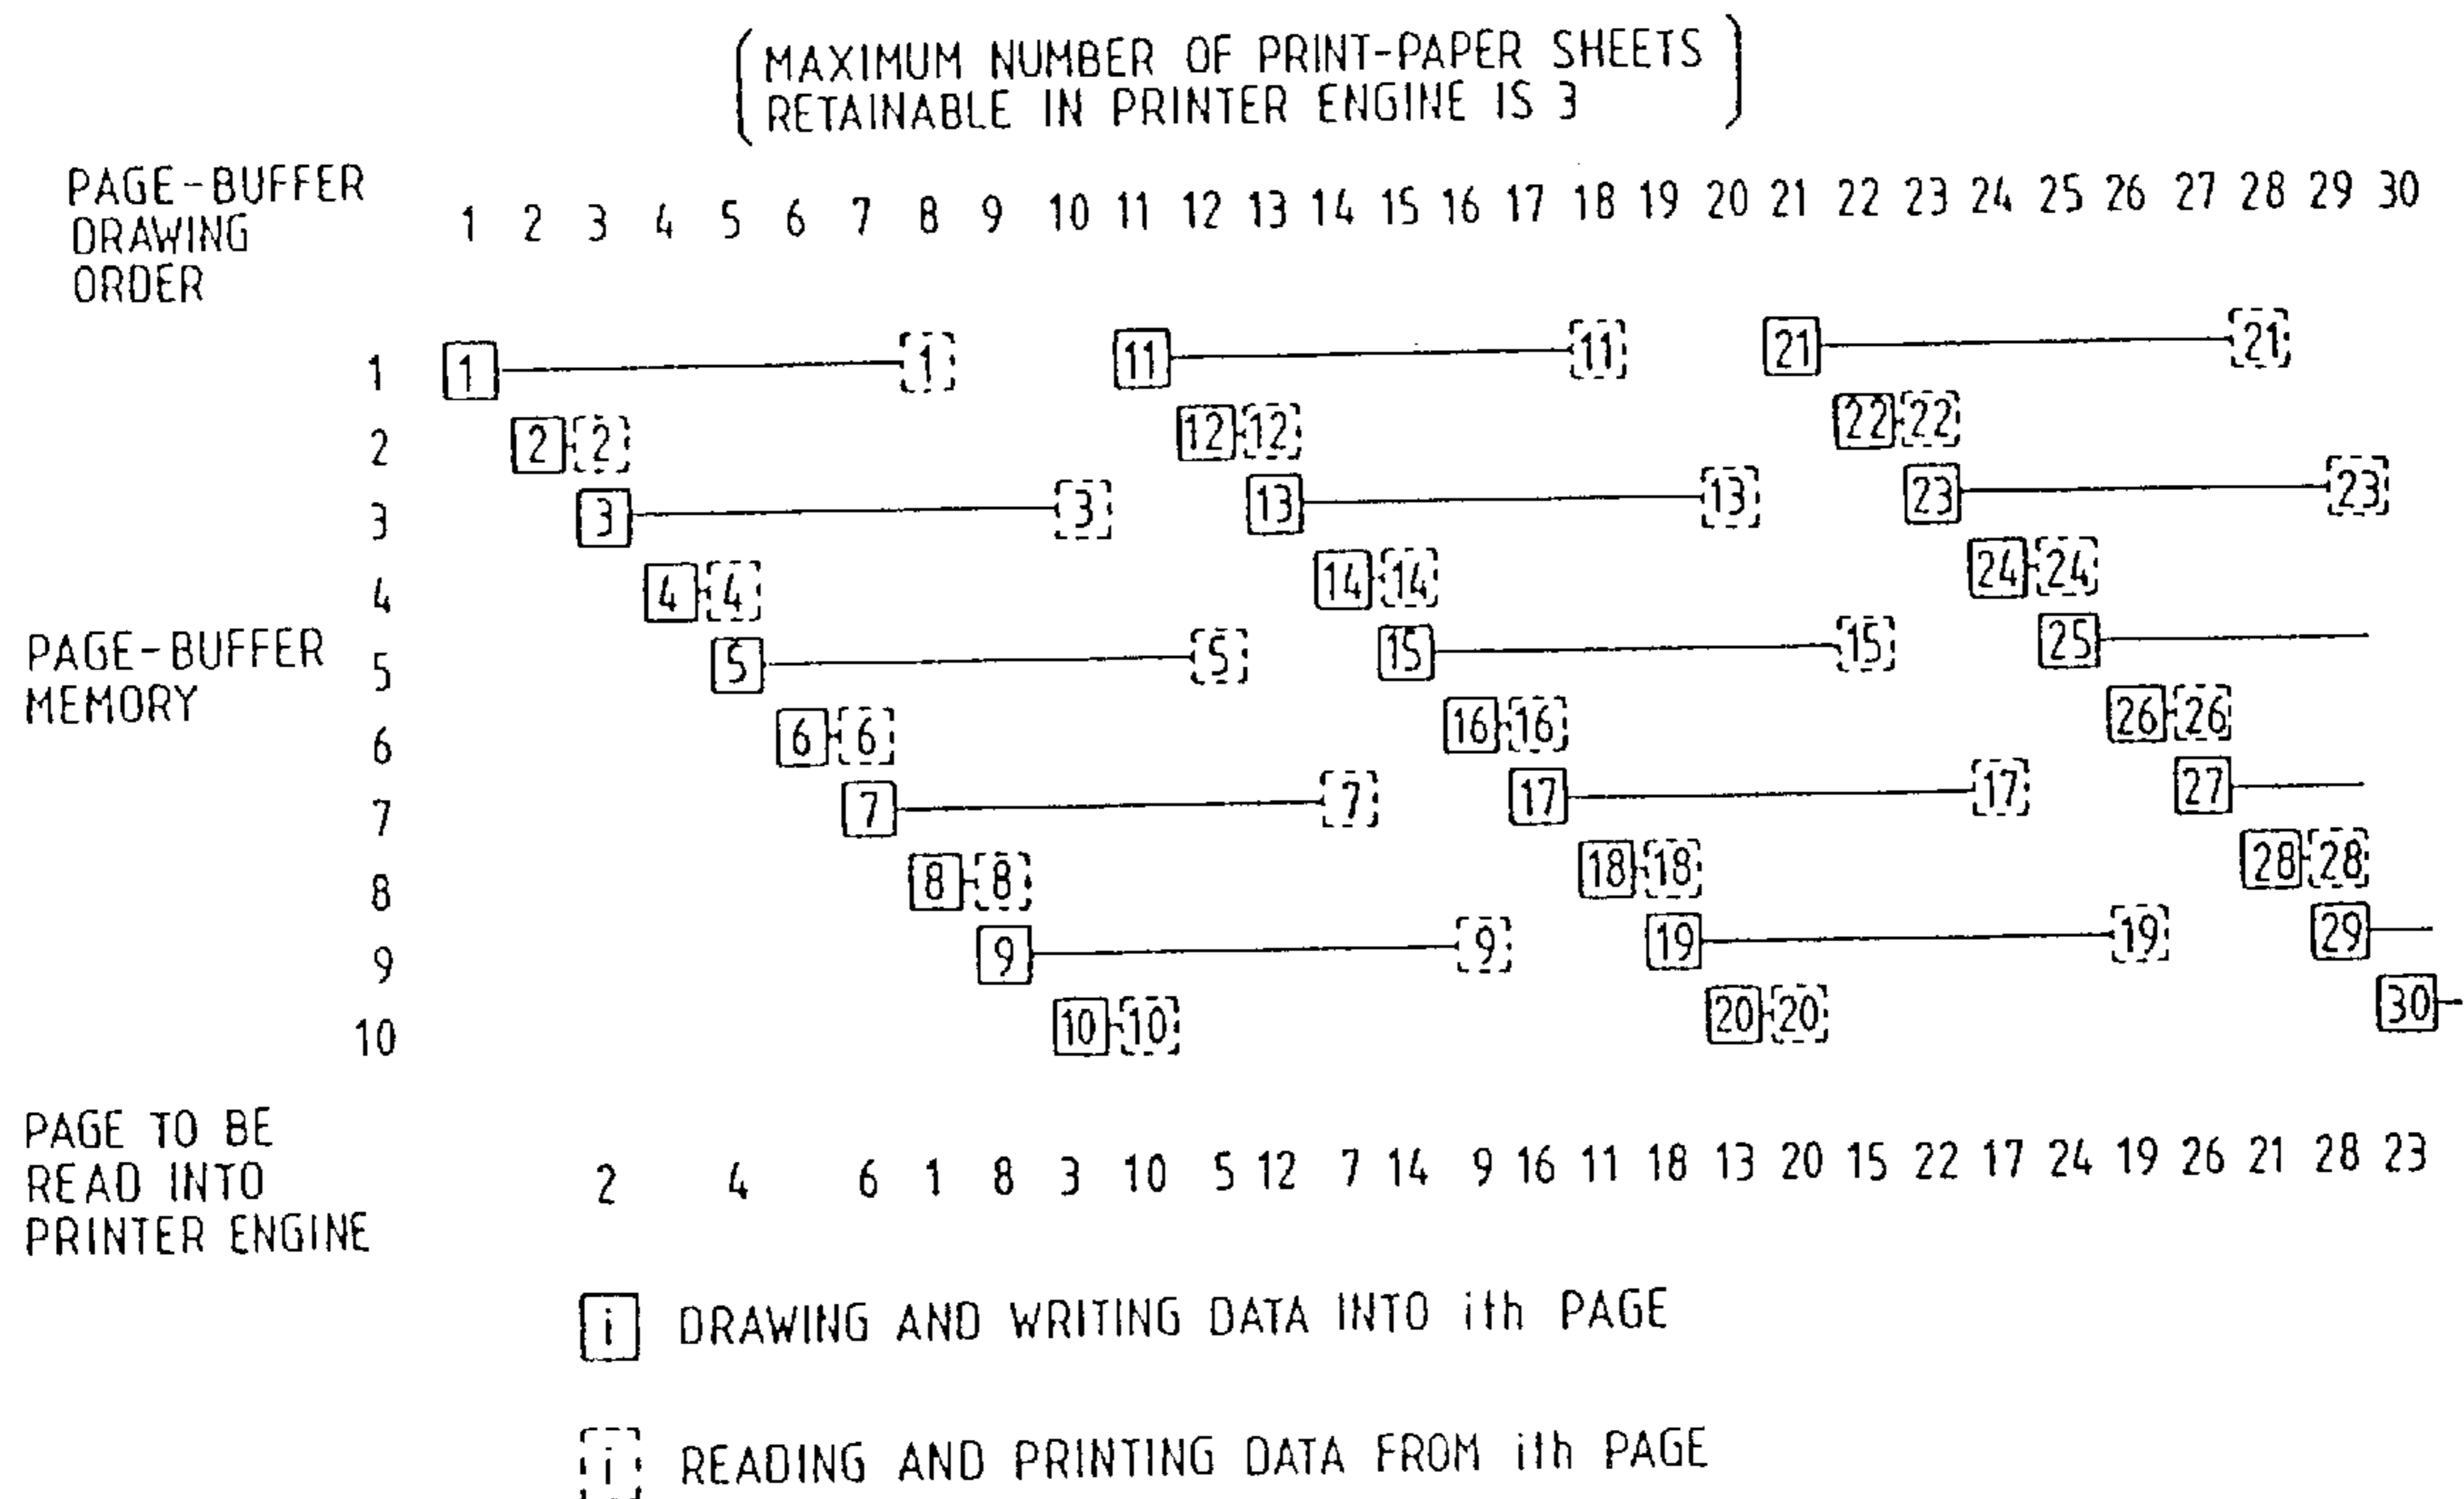 MAXIMUM NUMBER OF PRINT-PAPER SHEETS
RETAINABLE IN PRINTER ENGINE IS 3
PAGE-BUFFER
DRAWING
ORDER
1 2 3 4 5 6 7 8 9 10 11 12 13 14 15 16 17 18 19 20 21 22 23 24 25 26 27 28 29 30
PAGE-BUFFER
MEMORY
1 1 1 11 11 21 21
2 2 2 12 12 22 22
3 3 3 13 13 23 23
4 4 4 14 14 24 24
5 5 5 15 15 25
6 6 6 16 16 26 26
7 7 7 17 17 27
8 8 8 18 18 28 28
9 9 9 19 19 29
10 10 10 20 20 30
PAGE TO BE
READ INTO
PRINTER ENGINE
2 4 6 1 8 3 10 5 12 7 14 9 16 11 18 13 20 15 22 17 24 19 26 21 28 23
i DRAWING AND WRITING DATA INTO ith PAGE
i READING AND PRINTING DATA FROM ith PAGE